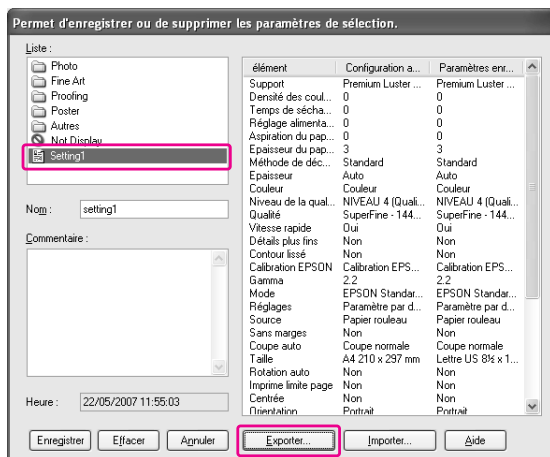 Permet d'enregistrer ou de supprimer les paramètres de sélection.
Liste :
Photo
Fine Art
Proofing
Poster
Autres
Not Display
Setting1
Nom : setting1
Commentaire :
Heure : 22/05/2007 11:55:03
élément Configuration a... Paramètres enr...
Support Premium Luster ... Premium Luster ...
Densité des coul... 0 0
Temps de sécha... 0 0
Réglage alimenta... 0 0
Aspiration du pap... 0 0
Epaisseur du pap... 3 3
Méthode de déc... Standard Standard
Epaisseur Auto Auto
Couleur Couleur Couleur
Niveau de la qual... NIVEAU 4 (Quali... NIVEAU 4 (Quali...
Qualité SuperFine - 144... SuperFine - 144...
Vitesse rapide Oui Oui
Détails plus fins Non Non
Contour lissé Non Non
Calibration EPSON Calibration EPS... Calibration EPS...
Gamma 2.2 2.2
Mode EPSON Standar... EPSON Standar...
Réglages Paramètre par d... Paramètre par d...
Source Papier rouleau Papier rouleau
Sans marges Non Non
Coupe auto Coupe normale Coupe normale
Taille A4 210 x 297 mm Lettre US 8½ x 1...
Rotation auto Non Non
Imprime limite page Non Non
Centrée Non Non
Orientation Portrait Portrait
Enregistrer Effacer Annuler Exporter... Importer... Aide